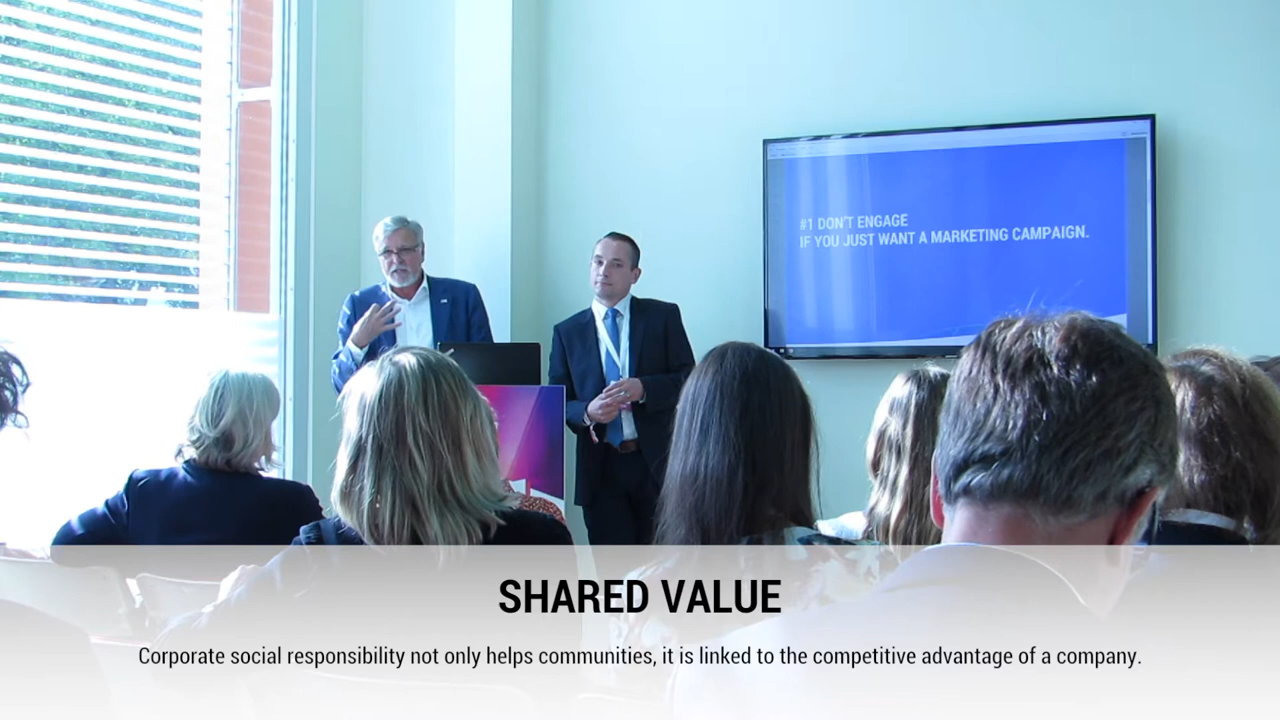 #1 DON'T ENGAGE
IF YOU JUST WANT A MARKETING CAMPAIGN.
SHARED VALUE
Corporate social responsibility not only helps communities, it is linked to the competitive advantage of a company.